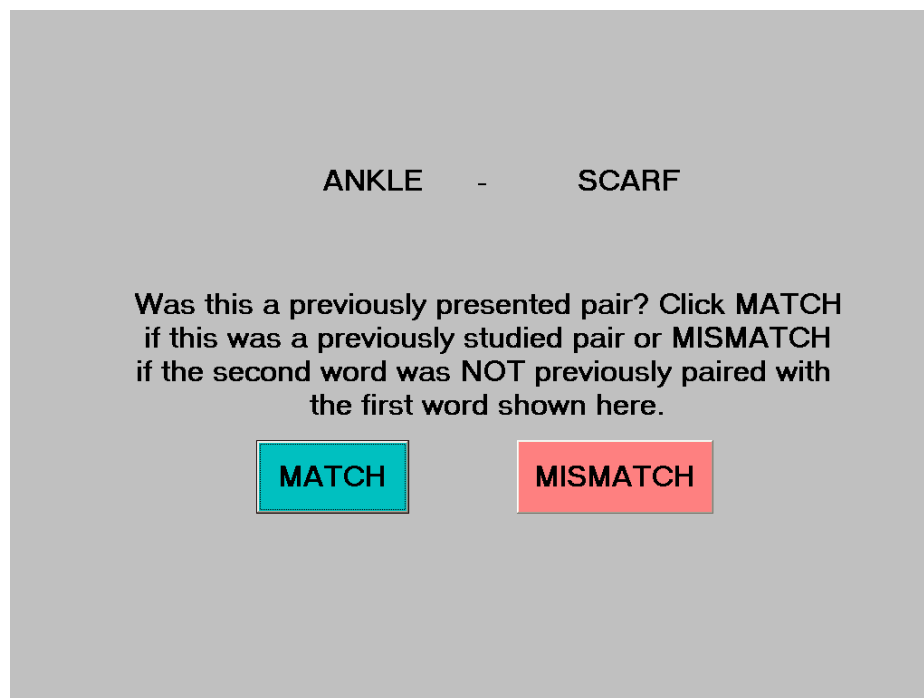 ANKLE - SCARF
Was this a previously presented pair? Click MATCH
if this was a previously studied pair or MISMATCH
if the second word was NOT previously paired with
the first word shown here.
MATCH MISMATCH